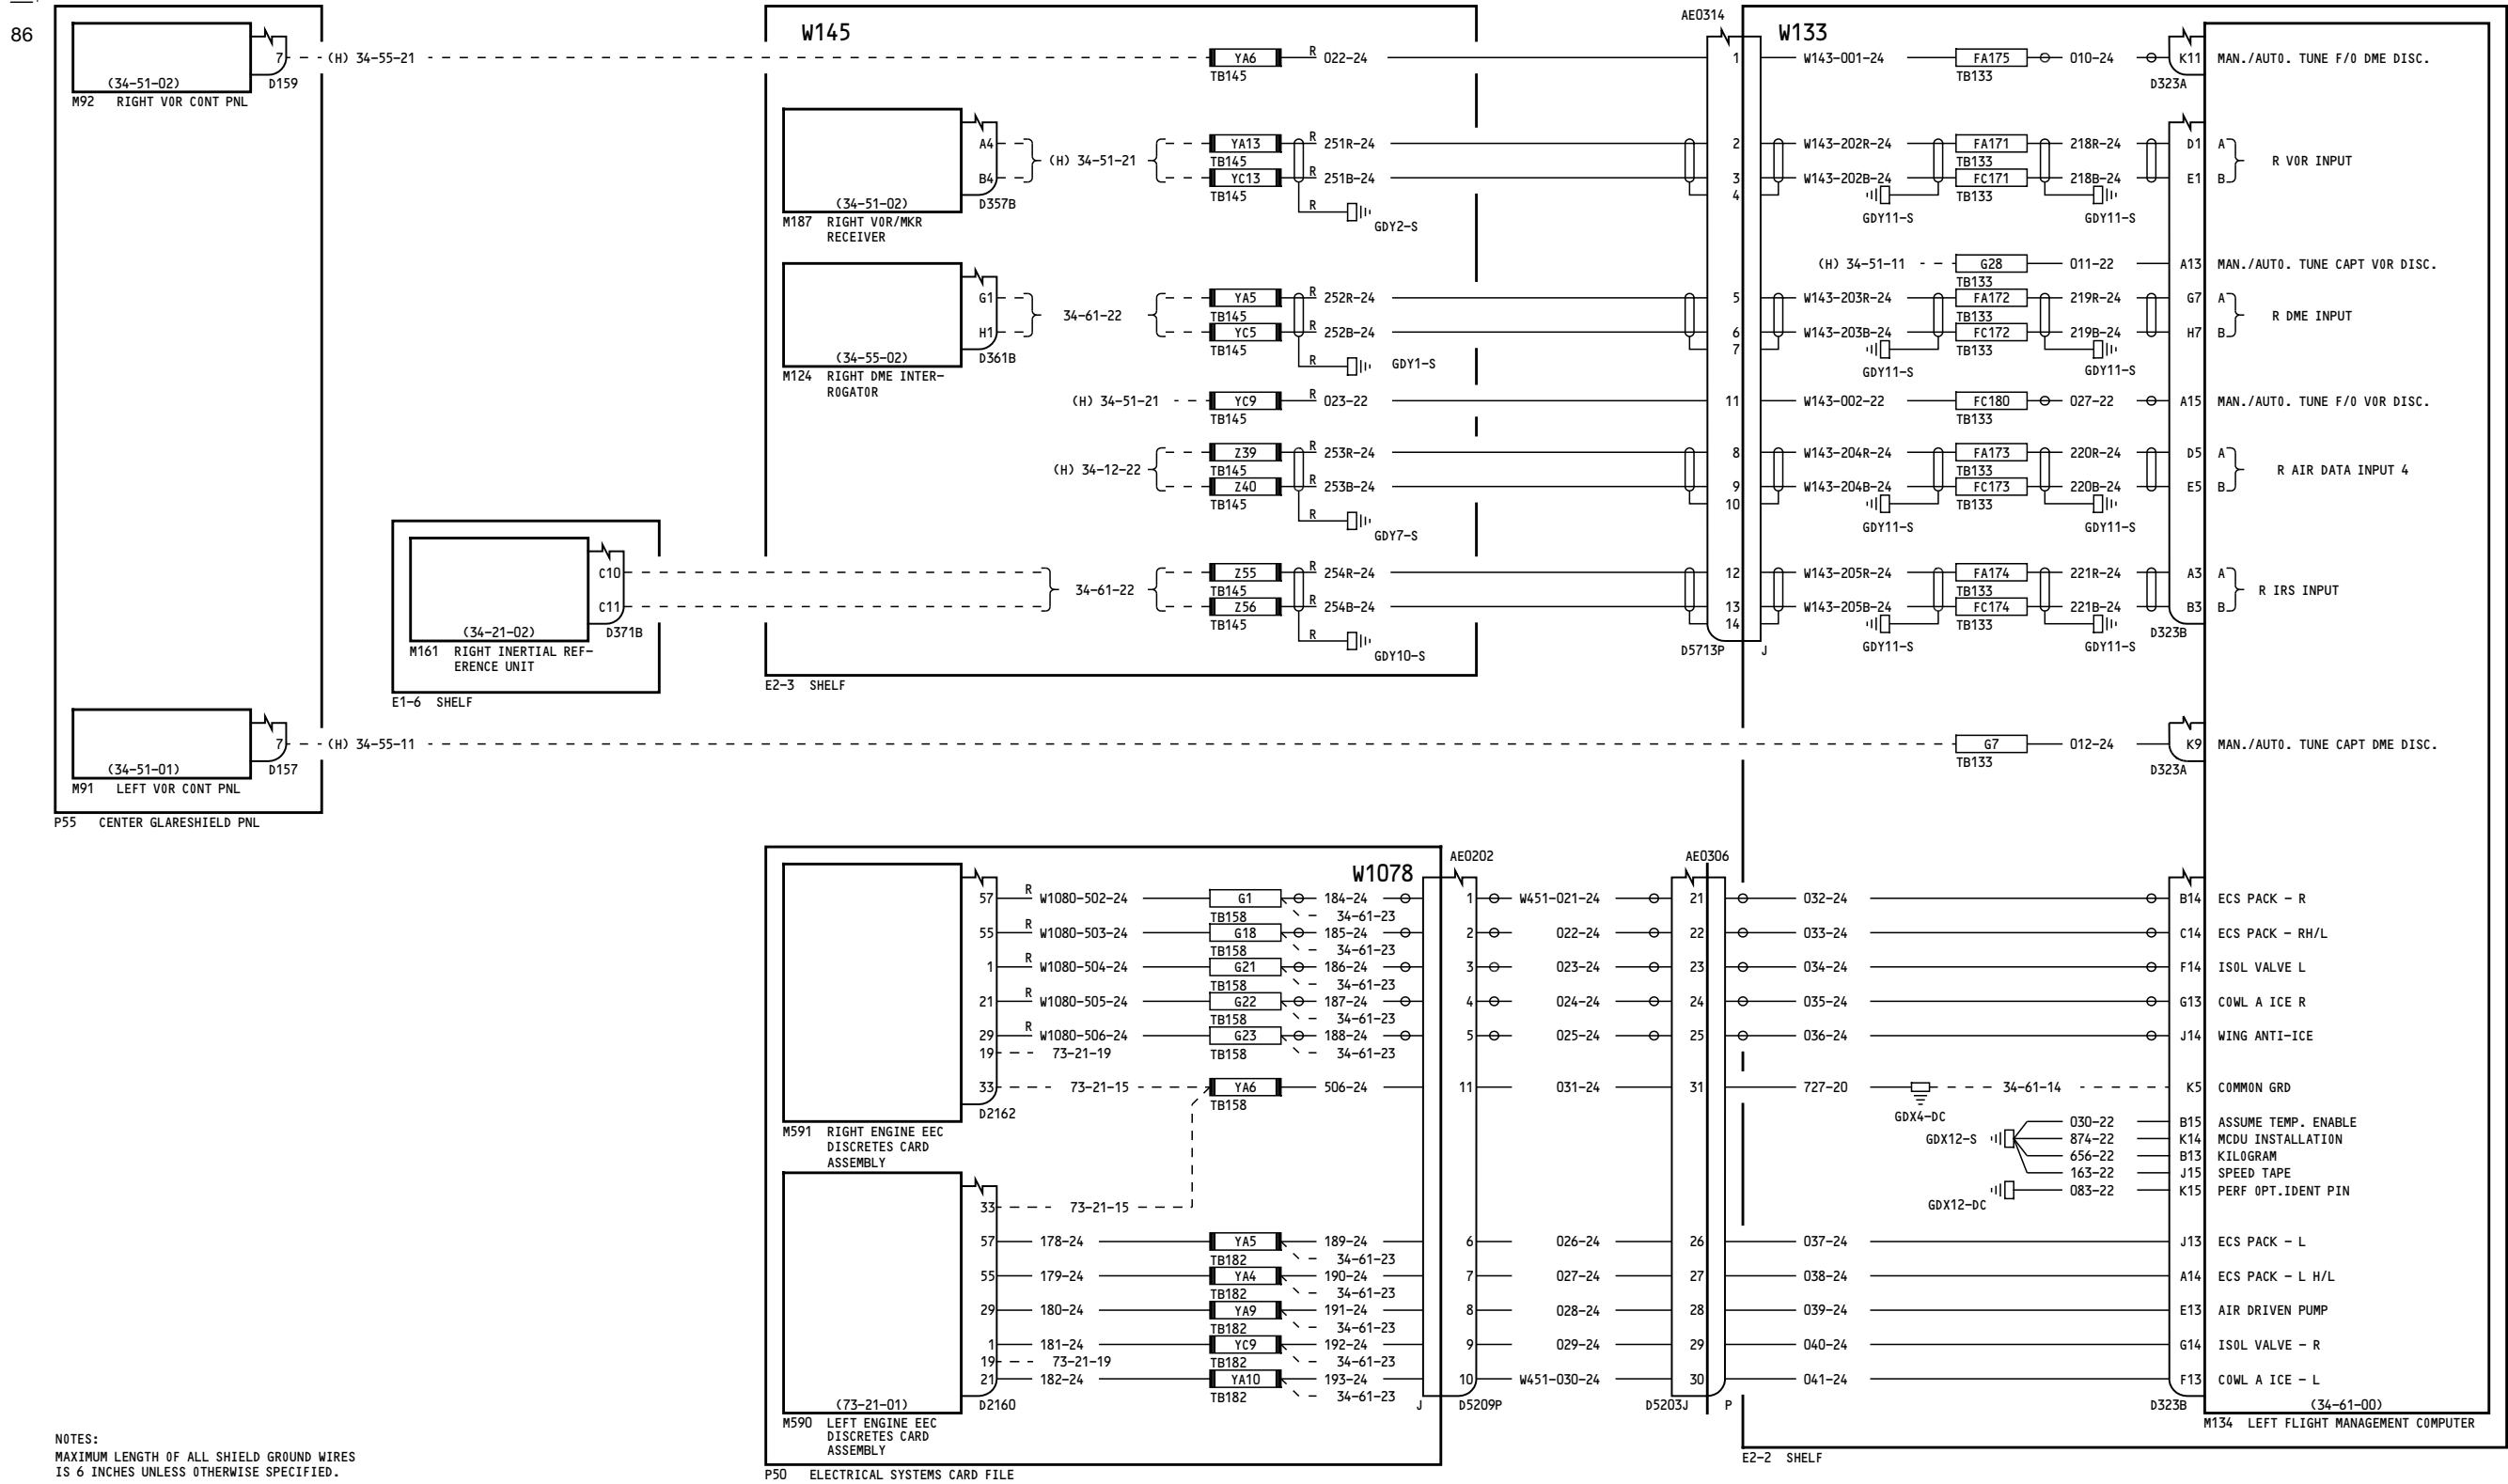 86
W145
AE0314
W133
7
(H) 34-55-21
YA6
R
022-24
1
W143-001-24
FA175
010-24
K11
MAN./AUTO. TUNE F/O DME DISC.
(34-51-02)
D159
TB145
TB133
D323A
M92 RIGHT VOR CONT PNL
A4
YA13
R
251R-24
2
W143-202R-24
FA171
218R-24
D1
A
(H) 34-51-21
TB145
TB133
R VOR INPUT
B4
YC13
R
251B-24
3
W143-202B-24
FC171
218B-24
E1
B
(34-51-02)
D357B
TB145
4
TB133
R
GDY2-S
GDY11-S
GDY11-S
M187 RIGHT VOR/MKR
RECEIVER
(H) 34-51-11
G28
011-22
A13
MAN./AUTO. TUNE CAPT VOR DISC.
TB133
G1
YA5
R
252R-24
5
W143-203R-24
FA172
219R-24
G7
A
34-61-22
TB145
TB133
R DME INPUT
H1
YC5
R
252B-24
6
W143-203B-24
FC172
219B-24
H7
B
(34-55-02)
D361B
TB145
7
TB133
R
GDY1-S
GDY11-S
GDY11-S
M124 RIGHT DME INTER-
ROGATOR
(H) 34-51-21
YC9
R
023-22
11
W143-002-22
FC180
027-22
A15
MAN./AUTO. TUNE F/O VOR DISC.
TB145
TB133
Z39
R
253R-24
8
W143-204R-24
FA173
220R-24
D5
A
(H) 34-12-22
TB145
TB133
R AIR DATA INPUT 4
Z40
R
253B-24
9
W143-204B-24
FC173
220B-24
E5
B
TB145
10
TB133
R
GDY7-S
GDY11-S
GDY11-S
C10
Z55
R
254R-24
12
W143-205R-24
FA174
221R-24
A3
A
34-61-22
TB145
TB133
R IRS INPUT
C11
Z56
R
254B-24
13
W143-205B-24
FC174
221B-24
B3
B
(34-21-02)
D371B
TB145
14
TB133
D323B
R
GDY10-S
GDY11-S
GDY11-S
M161 RIGHT INERTIAL REF-
ERENCE UNIT
D5713P
J
E2-3 SHELF
E1-6 SHELF
7
(H) 34-55-11
G7
012-24
K9
MAN./AUTO. TUNE CAPT DME DISC.
(34-51-01)
D157
TB133
D323A
M91 LEFT VOR CONT PNL
P55 CENTER GLARESHIELD PNL
W1078
AE0202
AE0306
57
R
W1080-502-24
G1
184-24
1
W451-021-24
21
032-24
B14
ECS PACK - R
TB158
34-61-23
55
R
W1080-503-24
G18
185-24
2
022-24
22
033-24
C14
ECS PACK - RH/L
TB158
34-61-23
1
R
W1080-504-24
G21
186-24
3
023-24
23
034-24
F14
ISOL VALVE L
TB158
34-61-23
21
R
W1080-505-24
G22
187-24
4
024-24
24
035-24
G13
COWL A ICE R
TB158
34-61-23
29
R
W1080-506-24
G23
188-24
5
025-24
25
036-24
J14
WING ANTI-ICE
19
73-21-19
TB158
34-61-23
33
73-21-15
YA6
506-24
11
031-24
31
727-20
34-61-14
K5
COMMON GRD
TB158
D2162
GDX4-DC
M591 RIGHT ENGINE EEC
DISCRETES CARD
ASSEMBLY
030-22
B15
ASSUME TEMP. ENABLE
GDX12-S
874-22
K14
MCDU INSTALLATION
656-22
B13
KILOGRAM
163-22
J15
SPEED TAPE
083-22
K15
PERF OPT.IDENT PIN
GDX12-DC
33
73-21-15
57
178-24
YA5
189-24
6
026-24
26
037-24
J13
ECS PACK - L
TB182
34-61-23
55
179-24
YA4
190-24
7
027-24
27
038-24
A14
ECS PACK - L H/L
TB182
34-61-23
29
180-24
YA9
191-24
8
028-24
28
039-24
E13
AIR DRIVEN PUMP
TB182
34-61-23
1
181-24
YC9
192-24
9
029-24
29
040-24
G14
ISOL VALVE - R
19
73-21-19
TB182
34-61-23
21
182-24
YA10
193-24
10
W451-030-24
30
041-24
F13
COWL A ICE - L
TB182
34-61-23
(73-21-01)
D2160
J
D5209P
D5203J
P
D323B
(34-61-00)
M590 LEFT ENGINE EEC
DISCRETES CARD
ASSEMBLY
M134 LEFT FLIGHT MANAGEMENT COMPUTER
E2-2 SHELF
P50 ELECTRICAL SYSTEMS CARD FILE
NOTES:
MAXIMUM LENGTH OF ALL SHIELD GROUND WIRES
IS 6 INCHES UNLESS OTHERWISE SPECIFIED.